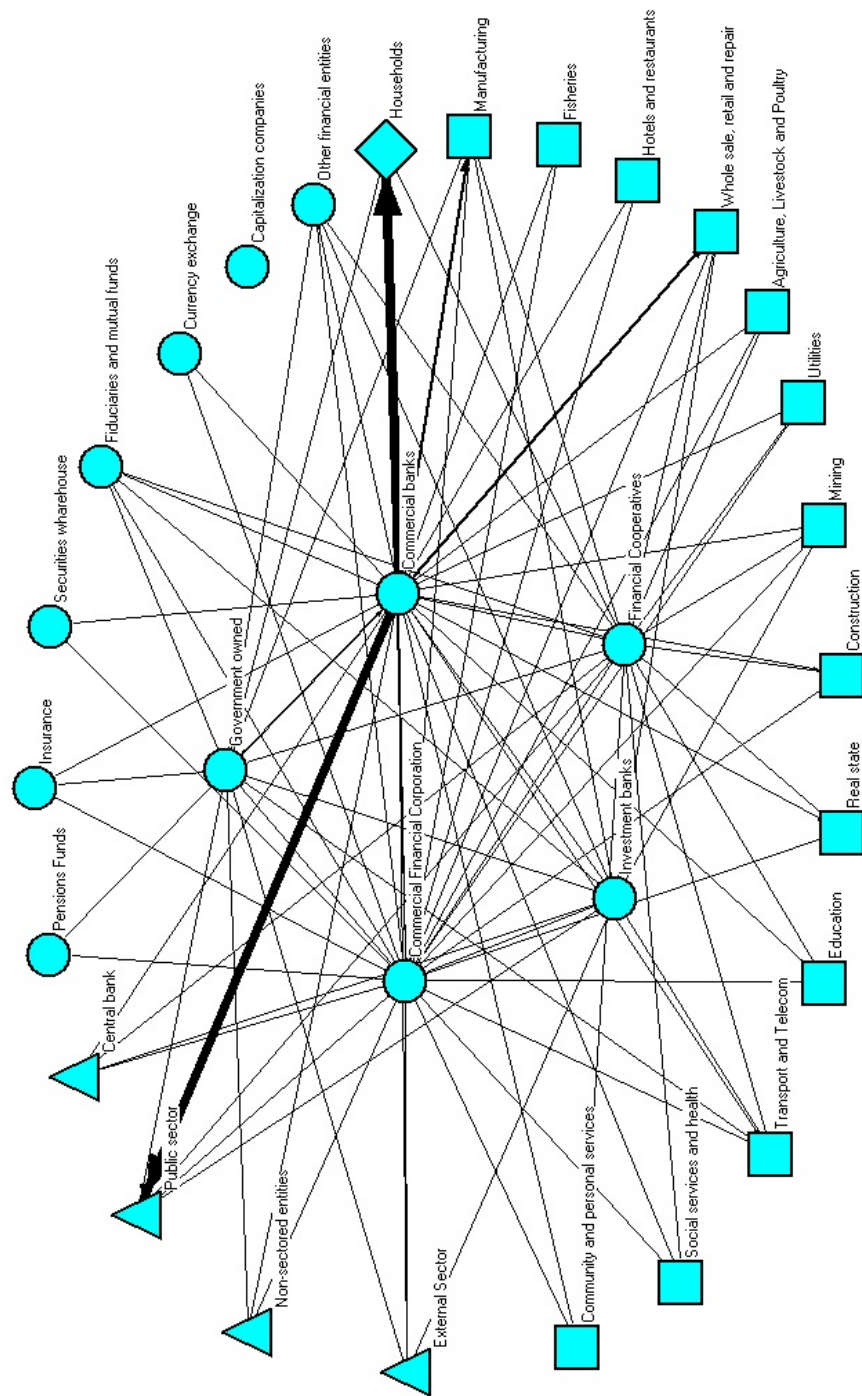 Households
Manufacturing
Fisheries
Hotels and restaurants
Whole sale, retail and repair
Agriculture, Livestock and Poultry
Utilities
Mining
Construction
Real state
Education
Transport and Telecom
Social services and health
Community and personal services
External Sector
Non-sectored entities
Public sector
Central bank
Pensions Funds
Insurance
Securities wharehouse
Fiduciaries and mutual funds
Currency exchange
Capitalization companies
Other financial entities
Commercial banks
Government owned
Financial Cooperatives
Investment banks
Commercial Financial Corporation